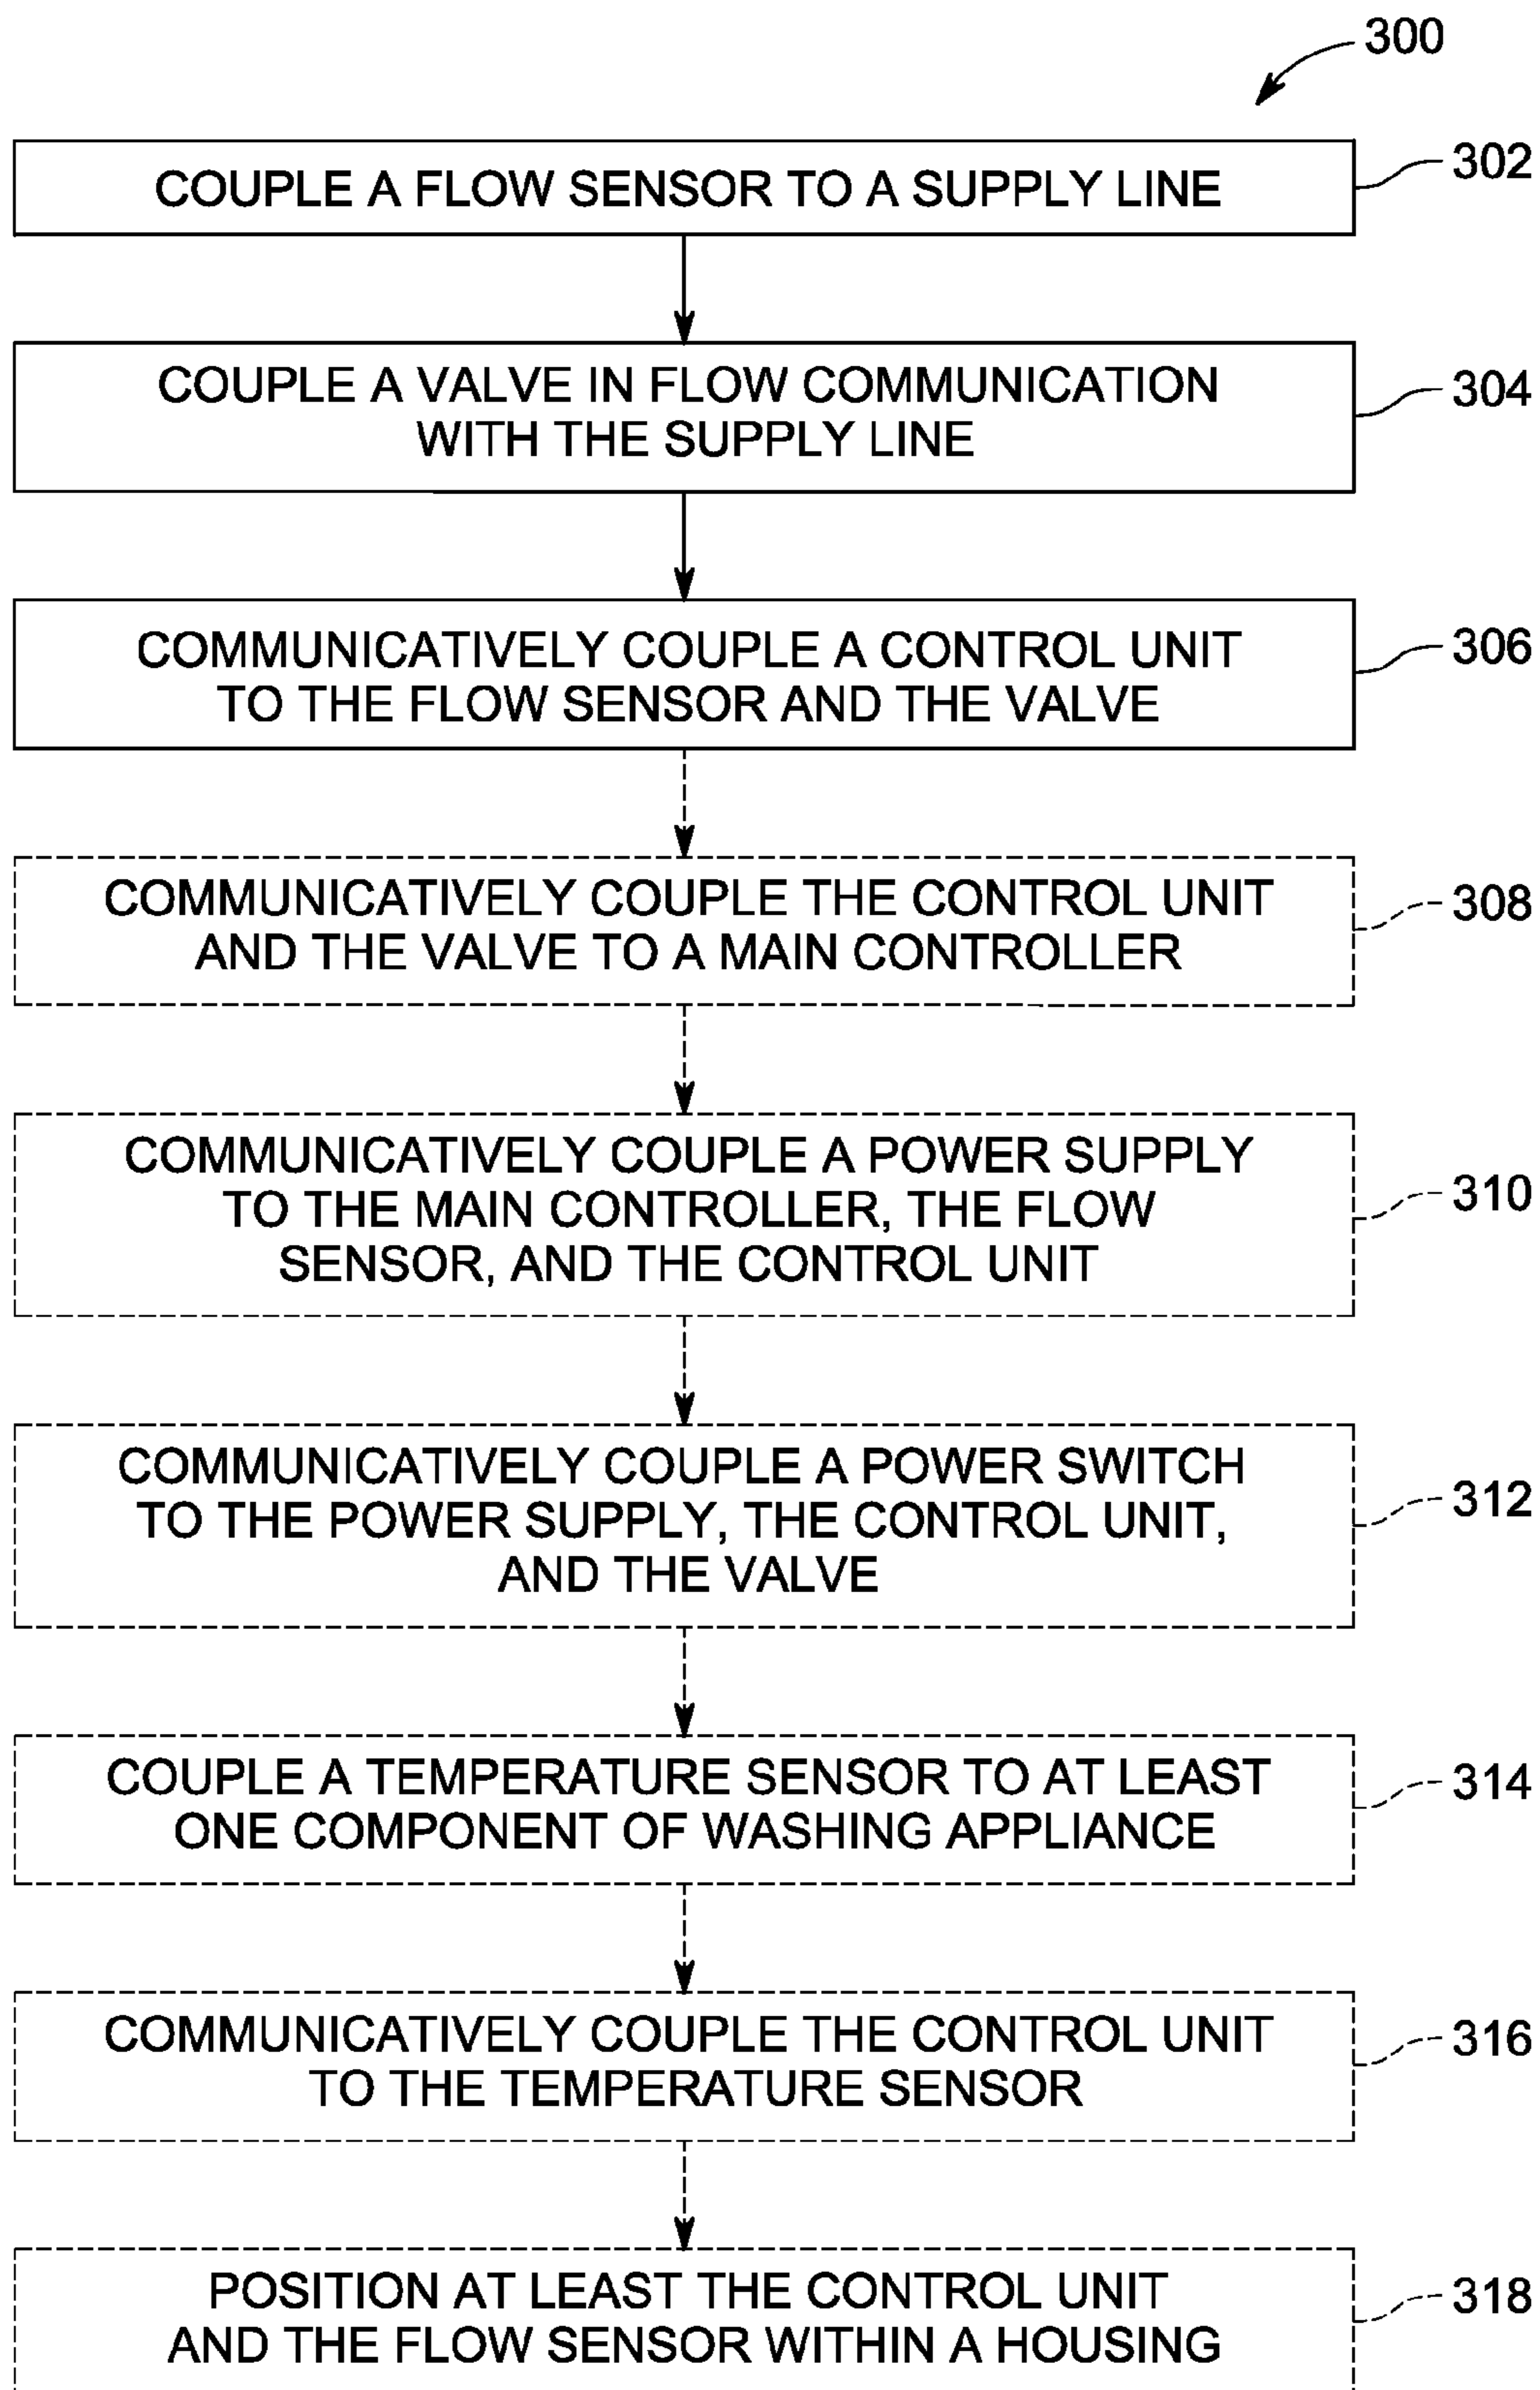 300
COUPLE A FLOW SENSOR TO A SUPPLY LINE
302
COUPLE A VALVE IN FLOW COMMUNICATION
WITH THE SUPPLY LINE
304
COMMUNICATIVELY COUPLE A CONTROL UNIT
TO THE FLOW SENSOR AND THE VALVE
306
COMMUNICATIVELY COUPLE THE CONTROL UNIT
AND THE VALVE TO A MAIN CONTROLLER
308
COMMUNICATIVELY COUPLE A POWER SUPPLY
TO THE MAIN CONTROLLER, THE FLOW
SENSOR, AND THE CONTROL UNIT
310
COMMUNICATIVELY COUPLE A POWER SWITCH
TO THE POWER SUPPLY, THE CONTROL UNIT,
AND THE VALVE
312
COUPLE A TEMPERATURE SENSOR TO AT LEAST
ONE COMPONENT OF WASHING APPLIANCE
314
COMMUNICATIVELY COUPLE THE CONTROL UNIT
TO THE TEMPERATURE SENSOR
316
POSITION AT LEAST THE CONTROL UNIT
AND THE FLOW SENSOR WITHIN A HOUSING
318